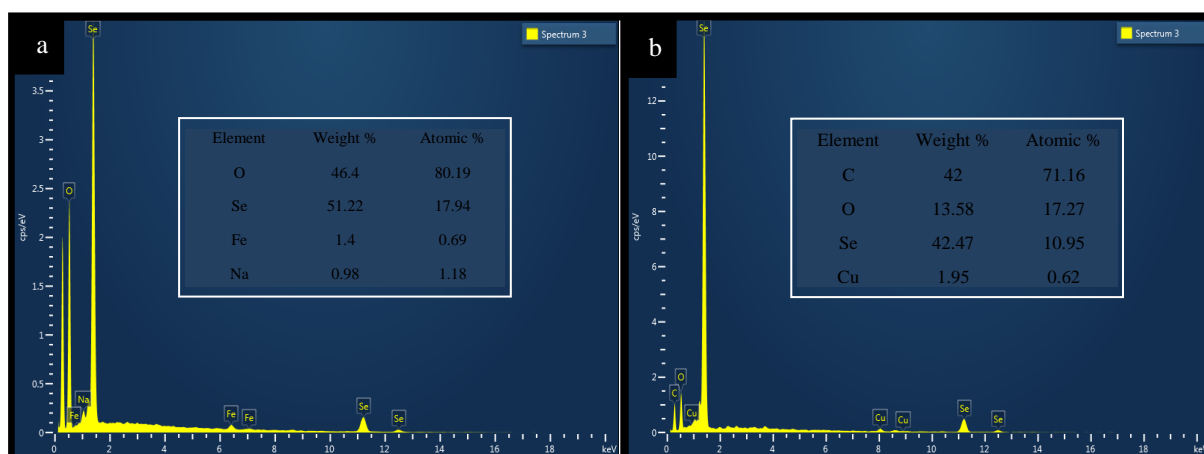 a
Se
Spectrum 3
3.5
3
2.5
2
1.5
1
0.5
0
cps/eV
O
Fe
Na
Fe
Fe
Se
Se
Element Weight % Atomic %
O 46.4 80.19
Se 51.22 17.94
Fe 1.4 0.69
Na 0.98 1.18
0 2 4 6 8 10 12 14 16 18 keV
b
Se
Spectrum 3
12
10
8
6
4
2
0
cps/eV
C
O
Cu
Cu
Cu
Se
Se
Element Weight % Atomic %
C 42 71.16
O 13.58 17.27
Se 42.47 10.95
Cu 1.95 0.62
0 2 4 6 8 10 12 14 16 18 keV